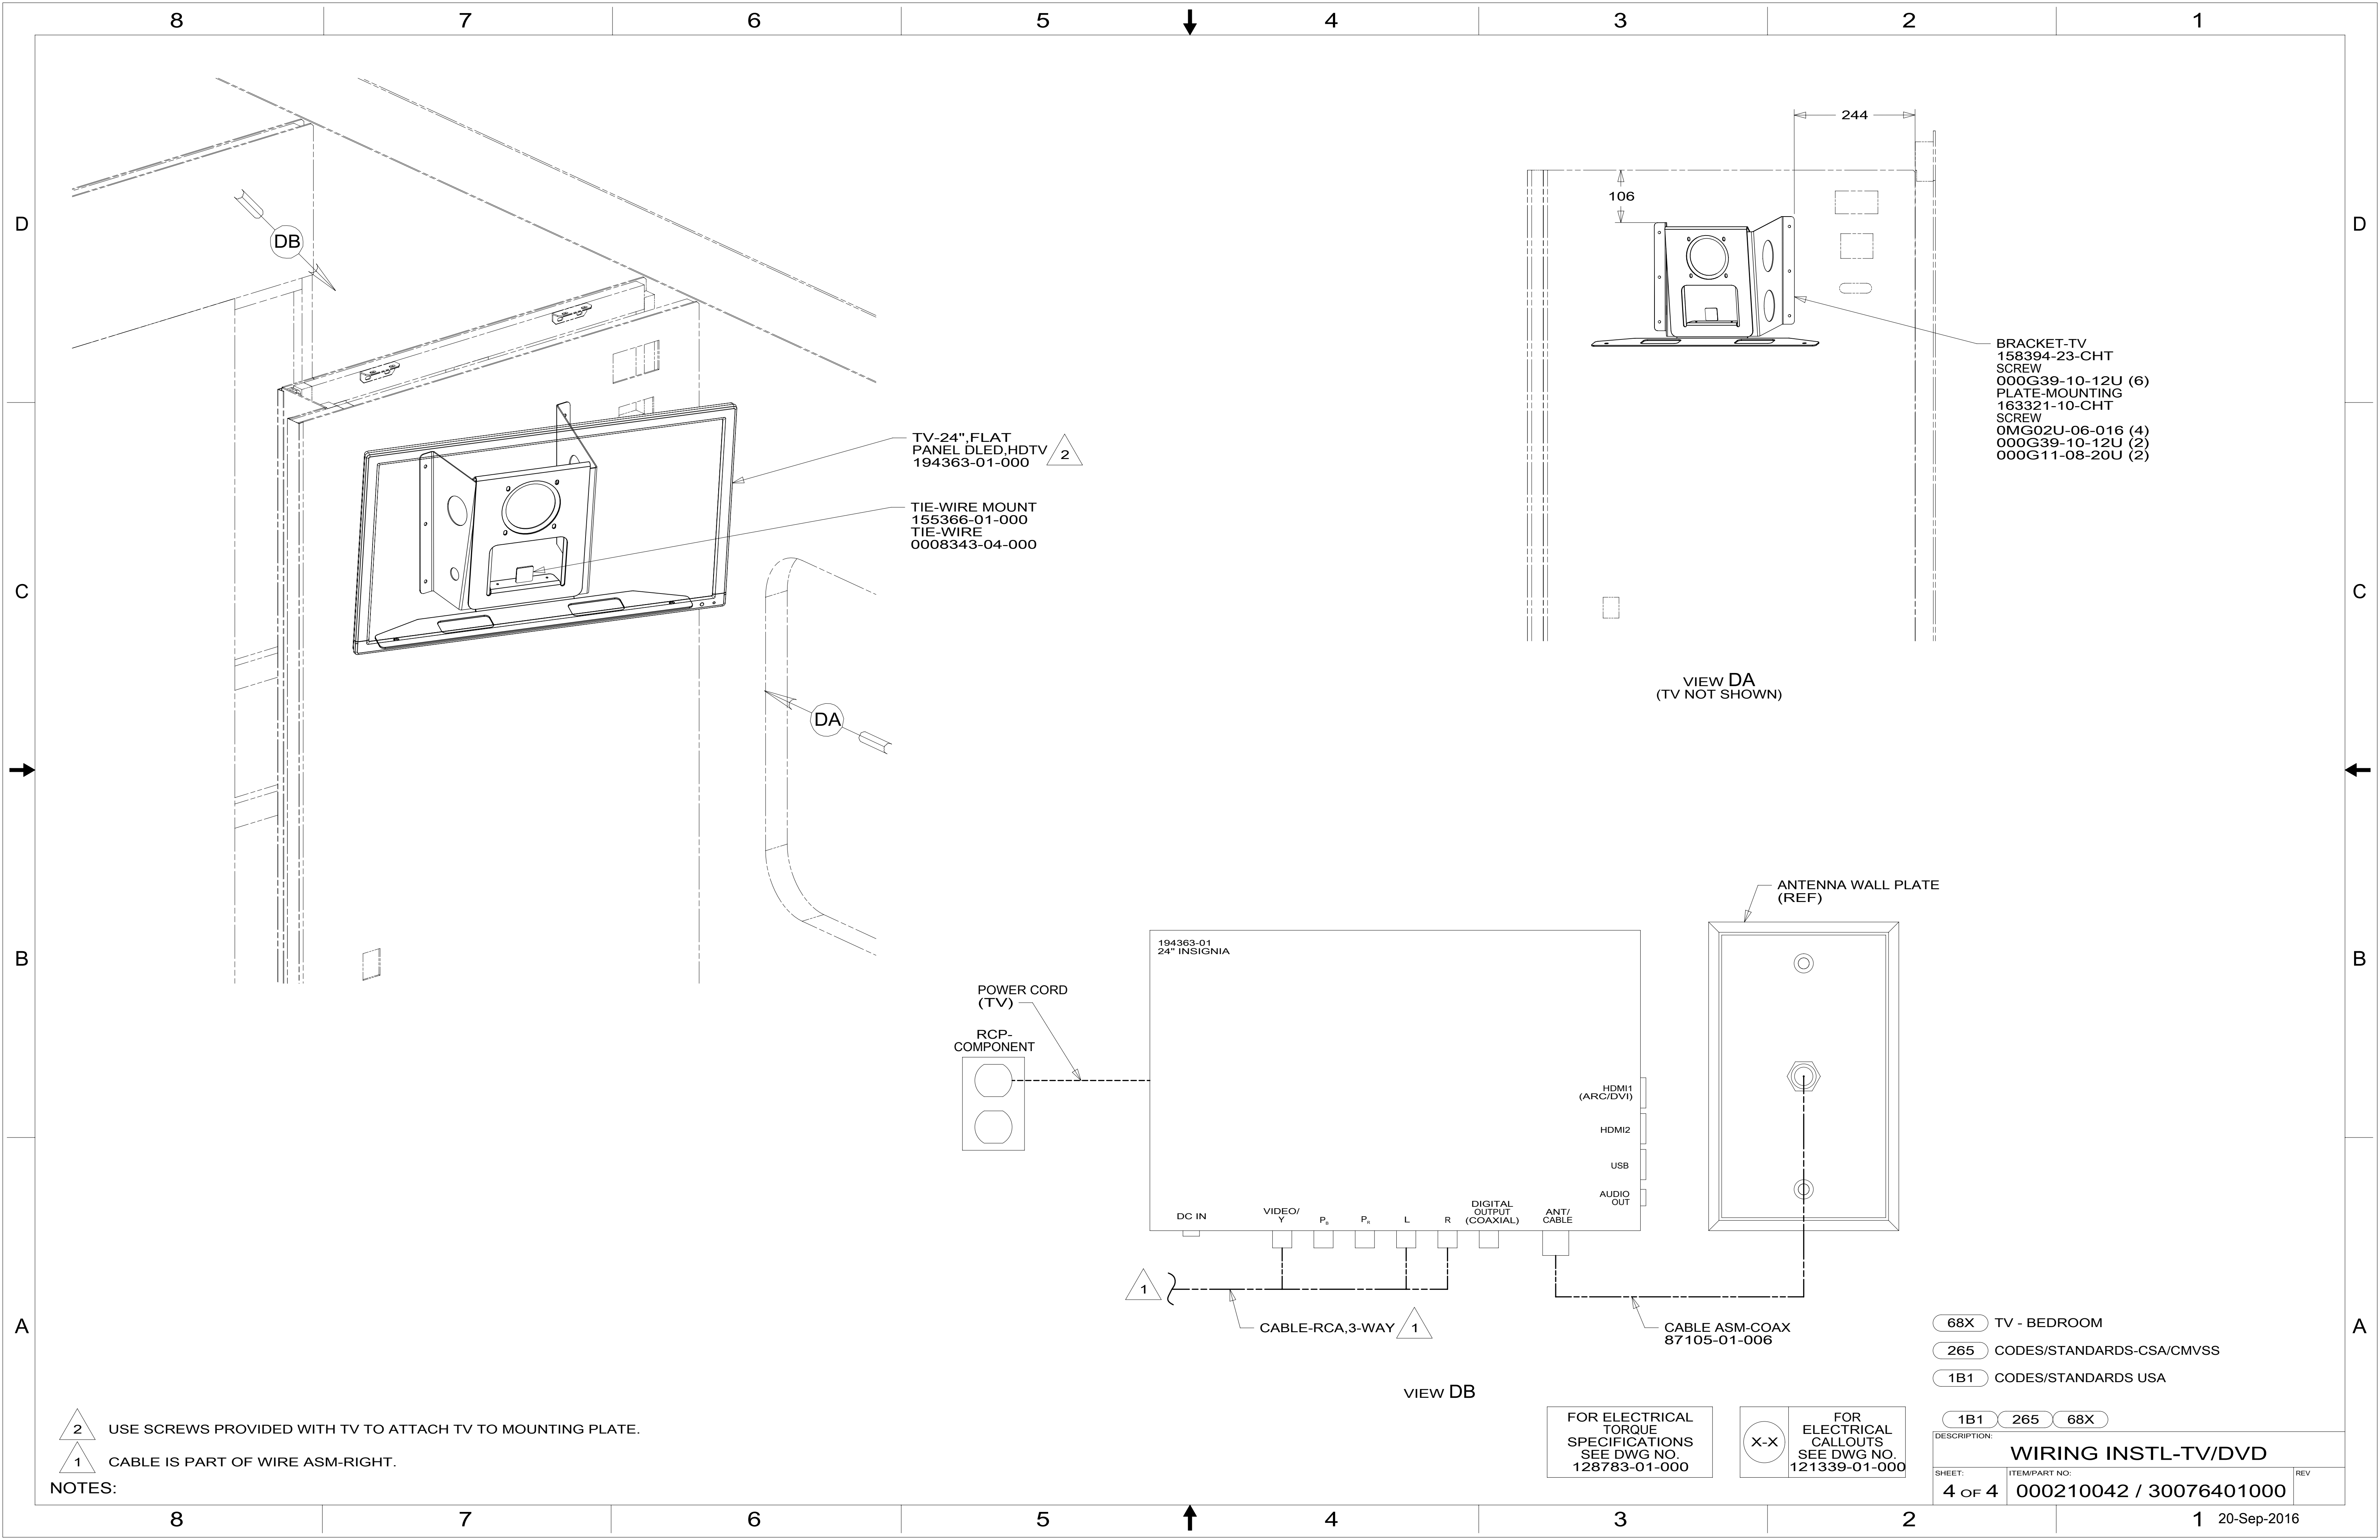 8 7 6 5 4 3 2 1
D
D
C
C
B
B
A
A
DB
TV-24",FLAT
PANEL DLED,HDTV 2
194363-01-000
TIE-WIRE MOUNT
155366-01-000
TIE-WIRE
0008343-04-000
DA
244
106
BRACKET-TV
158394-23-CHT
SCREW
000G39-10-12U (6)
PLATE-MOUNTING
163321-10-CHT
SCREW
0MG02U-06-016 (4)
000G39-10-12U (2)
000G11-08-20U (2)
VIEW DA
(TV NOT SHOWN)
ANTENNA WALL PLATE
(REF)
194363-01
24" INSIGNIA
POWER CORD
(TV)
RCP-
COMPONENT
HDMI1
(ARC/DVI)
HDMI2
USB
AUDIO
OUT
DC IN
VIDEO/
Y
PB
PR
L
R
DIGITAL
OUTPUT
(COAXIAL)
ANT/
CABLE
1
CABLE-RCA,3-WAY 1
CABLE ASM-COAX
87105-01-006
VIEW DB
68X TV - BEDROOM
265 CODES/STANDARDS-CSA/CMVSS
1B1 CODES/STANDARDS USA
2 USE SCREWS PROVIDED WITH TV TO ATTACH TV TO MOUNTING PLATE.
1 CABLE IS PART OF WIRE ASM-RIGHT.
NOTES:
FOR ELECTRICAL
TORQUE
SPECIFICATIONS
SEE DWG NO.
128783-01-000
X-X
FOR
ELECTRICAL
CALLOUTS
SEE DWG NO.
121339-01-000
1B1 265 68X
DESCRIPTION:
WIRING INSTL-TV/DVD
SHEET:
4 OF 4
ITEM/PART NO:
000210042 / 30076401000
REV
8 7 6 5 4 3 2 1
20-Sep-2016